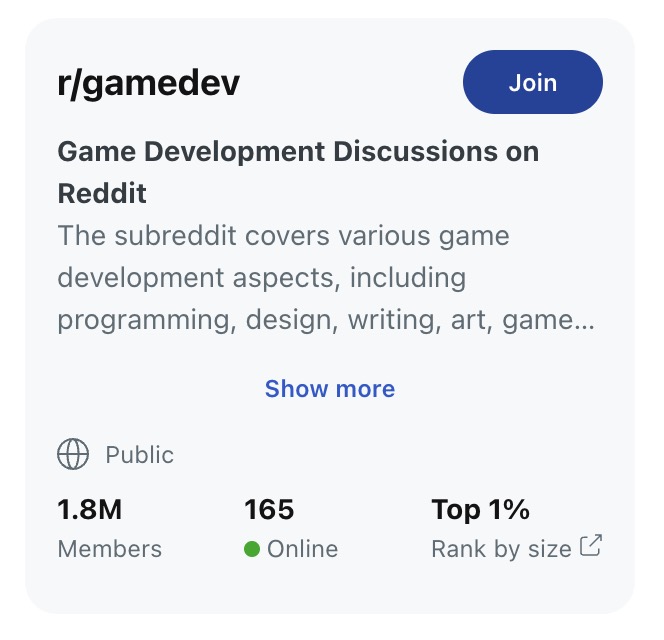 r/gamedev
Join
Game Development Discussions on
Reddit
The subreddit covers various game
development aspects, including
programming, design, writing, art, game...
Show more
Public
1.8M
165
Top 1%
Members
Online
Rank by size